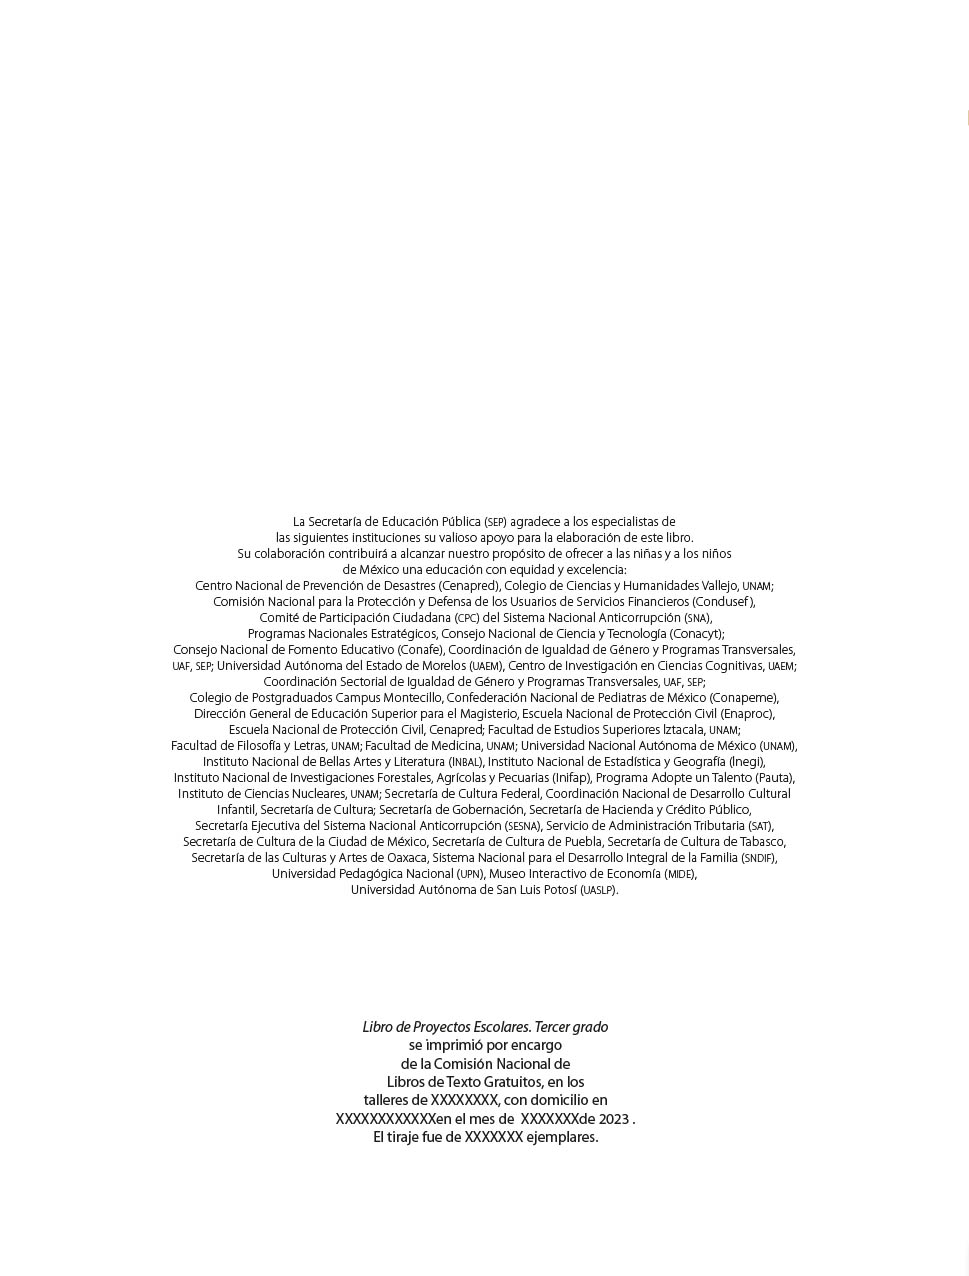 La Secretaría de Educación Pública (SEP) agradece a los especialistas de
las siguientes instituciones su valioso apoyo para la elaboración de este libro.
Su colaboración contribuirá a alcanzar nuestro propósito de ofrecer a las niñas y a los niños
de México una educación con equidad y excelencia:
Centro Nacional de Prevención de Desastres (Cenapred), Colegio de Ciencias y Humanidades Vallejo, UNAM;
Comisión Nacional para la Protección y Defensa de los Usuarios de Servicios Financieros (Condusef),
Comité de Participación Ciudadana (CPC) del Sistema Nacional Anticorrupción (SNA),
Programas Nacionales Estratégicos, Consejo Nacional de Ciencia y Tecnología (Conacyt);
Consejo Nacional de Fomento Educativo (Conafe), Coordinación de Igualdad de Género y Programas Transversales,
UAF, SEP; Universidad Autónoma del Estado de Morelos (UAEM), Centro de Investigación en Ciencias Cognitivas, UAEM;
Coordinación Sectorial de Igualdad de Género y Programas Transversales, UAF, SEP;
Colegio de Postgraduados Campus Montecillo, Confederación Nacional de Pediatras de México (Conapeme),
Dirección General de Educación Superior para el Magisterio, Escuela Nacional de Protección Civil (Enaproc),
Escuela Nacional de Protección Civil, Cenapred; Facultad de Estudios Superiores Iztacala, UNAM;
Facultad de Filosofía y Letras, UNAM; Facultad de Medicina, UNAM; Universidad Nacional Autónoma de México (UNAM),
Instituto Nacional de Bellas Artes y Literatura (INBAL), Instituto Nacional de Estadística y Geografía (Inegi),
Instituto Nacional de Investigaciones Forestales, Agrícolas y Pecuarias (Inifap), Programa Adopte un Talento (Pauta),
Instituto de Ciencias Nucleares, UNAM; Secretaría de Cultura Federal, Coordinación Nacional de Desarrollo Cultural
Infantil, Secretaría de Cultura; Secretaría de Gobernación, Secretaría de Hacienda y Crédito Público,
Secretaría Ejecutiva del Sistema Nacional Anticorrupción (SESNA), Servicio de Administración Tributaria (SAT),
Secretaría de Cultura de la Ciudad de México, Secretaría de Cultura de Puebla, Secretaría de Cultura de Tabasco,
Secretaría de las Culturas y Artes de Oaxaca, Sistema Nacional para el Desarrollo Integral de la Familia (SNDIF),
Universidad Pedagógica Nacional (UPN), Museo Interactivo de Economía (MIDE),
Universidad Autónoma de San Luis Potosí (UASLP).
Libro de Proyectos Escolares. Tercer grado
se imprimió por encargo
de la Comisión Nacional de
Libros de Texto Gratuitos, en los
talleres de XXXXXXXX, con domicilio en
XXXXXXXXXXXXen el mes de XXXXXXXde 2023 .
El tiraje fue de XXXXXXX ejemplares.